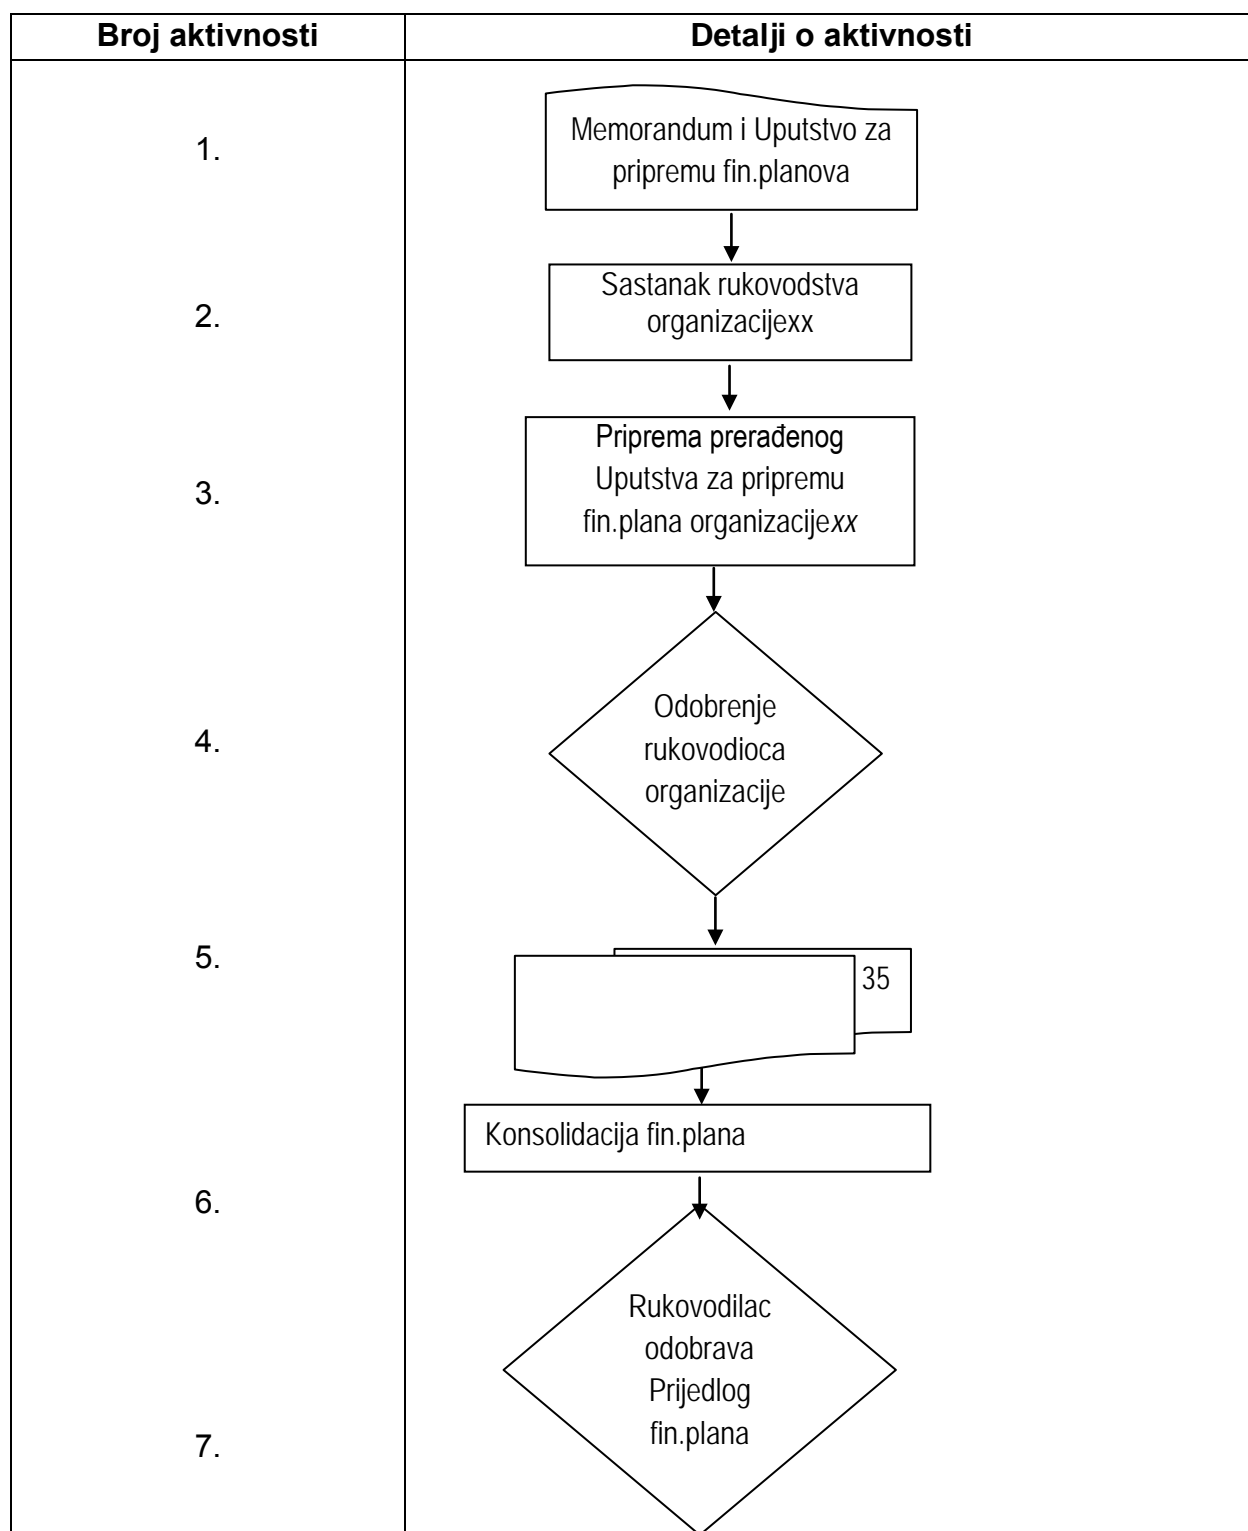 Broj aktivnosti
Detalji o aktivnosti
1.
Memorandum i Uputstvo za
pripremu fin.planova
2.
Sastanak rukovodstva
organizacijexx
3.
Priprema prerađenog
Uputstva za pripremu
fin.plana organizacijexx
4.
Odobrenje
rukovodioca
organizacije
5.
35
Konsolidacija fin.plana
6.
Rukovodilac
odobrava
Prijedlog
fin.plana
7.